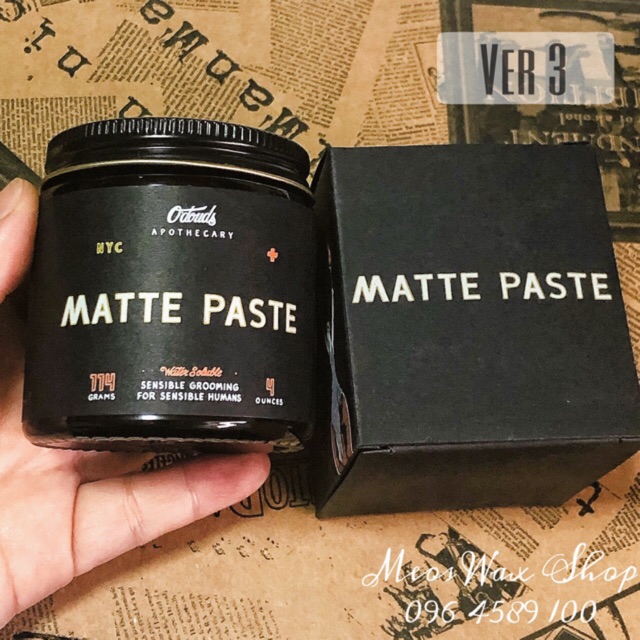 VER 3
O'douds
APOTHECARY
NYC
MATTE PASTE
114
GRAMS
Water Soluble
SENSIBLE GROOMING
FOR SENSIBLE HUMANS
4
OUNCES
MATTE PASTE
MeosWax Shop
096 4589 100